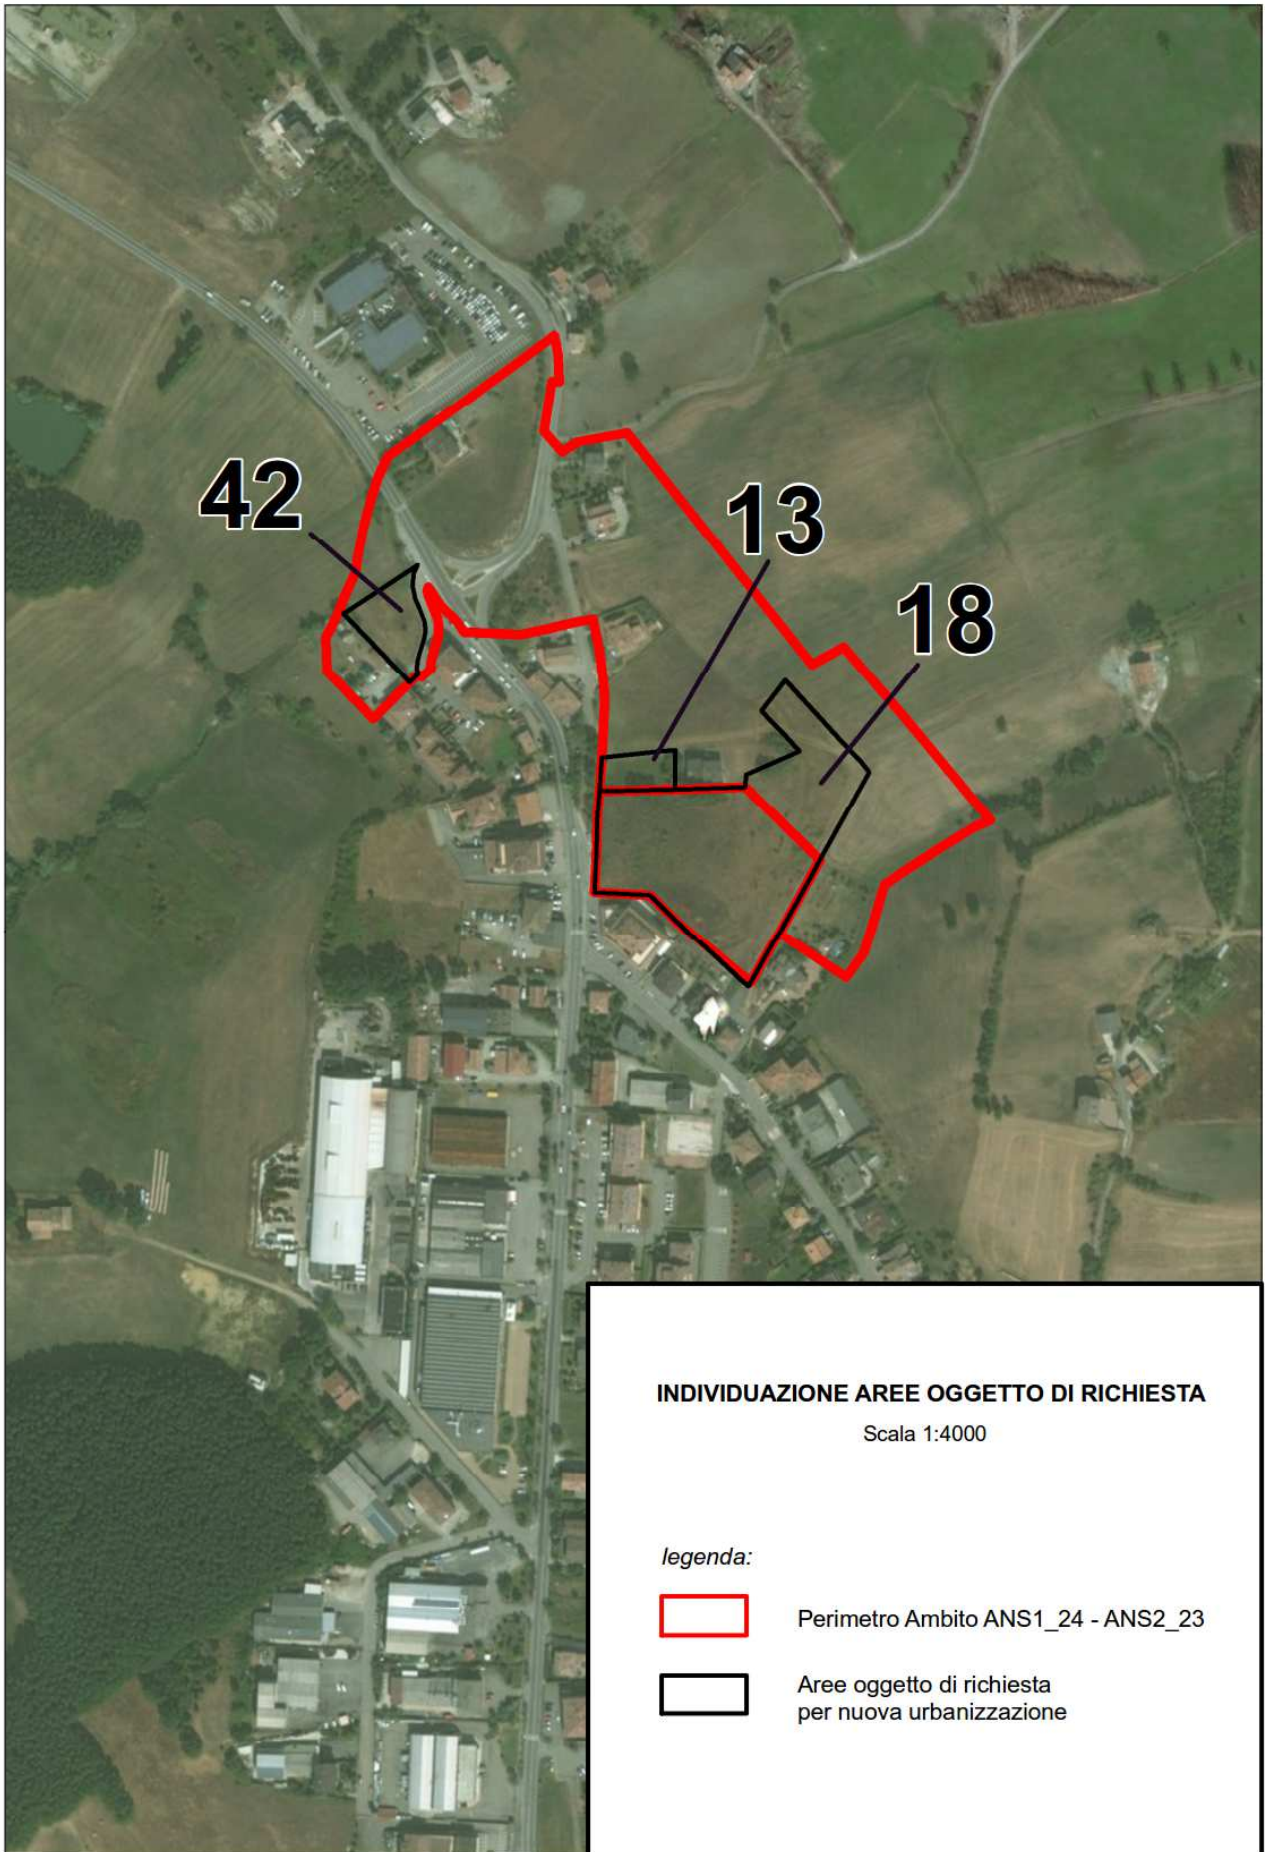 42
13
18
INDIVIDUAZIONE AREE OGGETTO DI RICHIESTA
Scala 1:4000
legenda:
Perimetro Ambito ANS1_24 - ANS2_23
Aree oggetto di richiesta
per nuova urbanizzazione